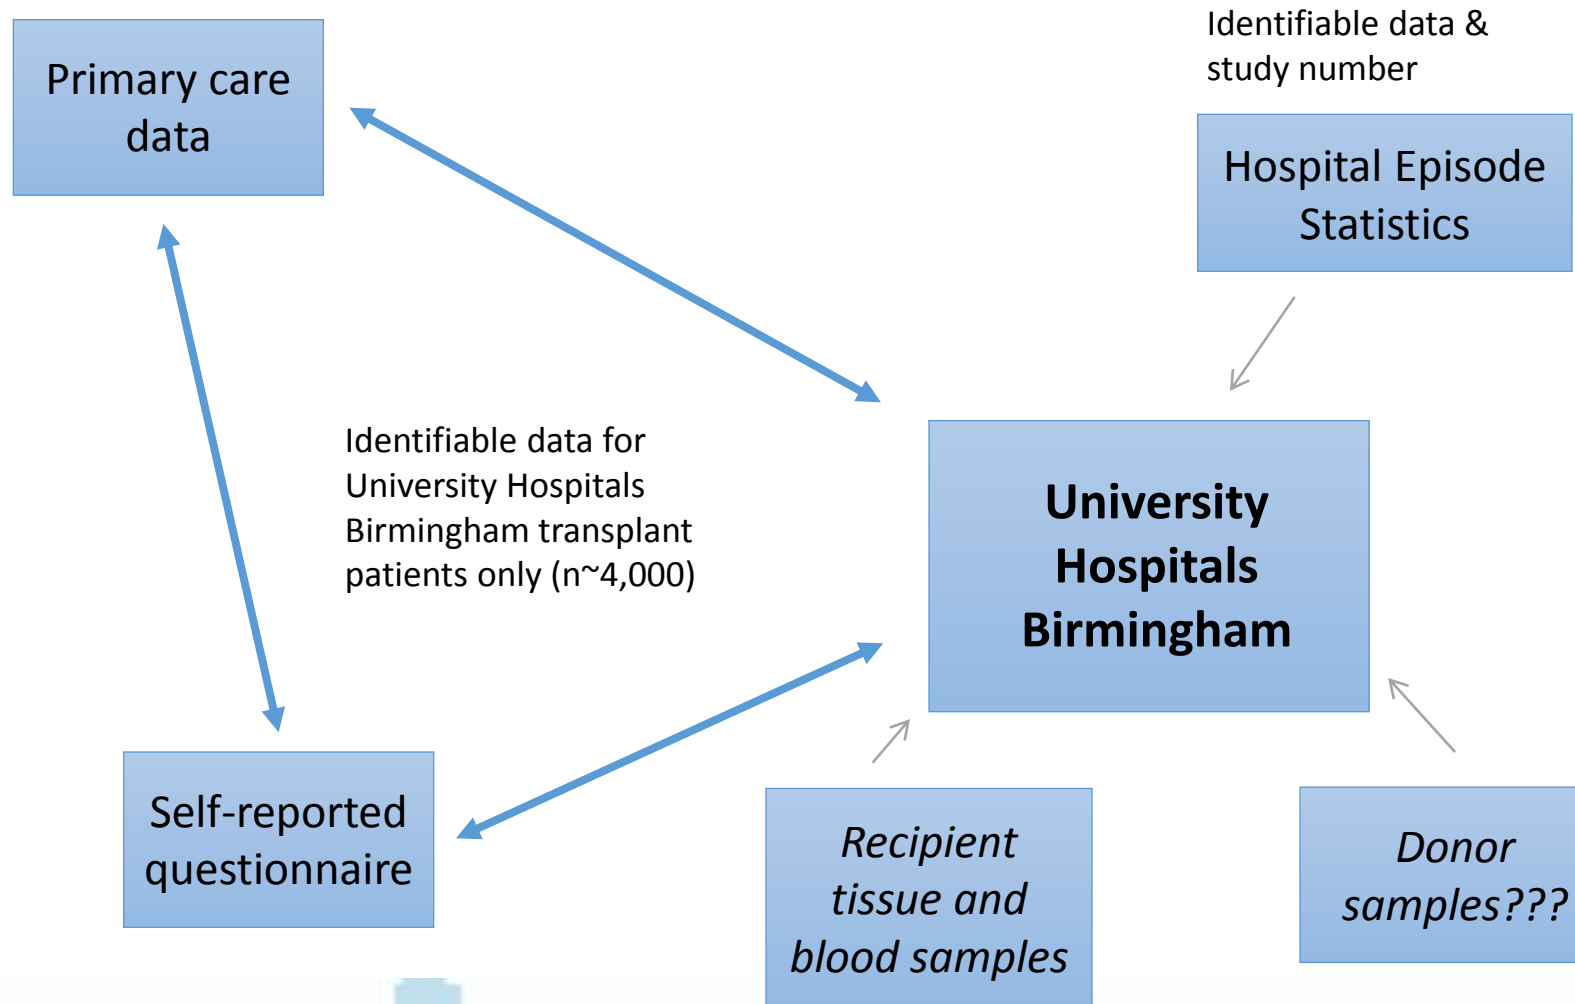 Identifiable data &
study number
Primary care
data
Hospital Episode
Statistics
Identifiable data for
University Hospitals
Birmingham transplant
patients only (n~4,000)
University
Hospitals
Birmingham
Self-reported
questionnaire
Recipient
tissue and
blood samples
Donor
samples???